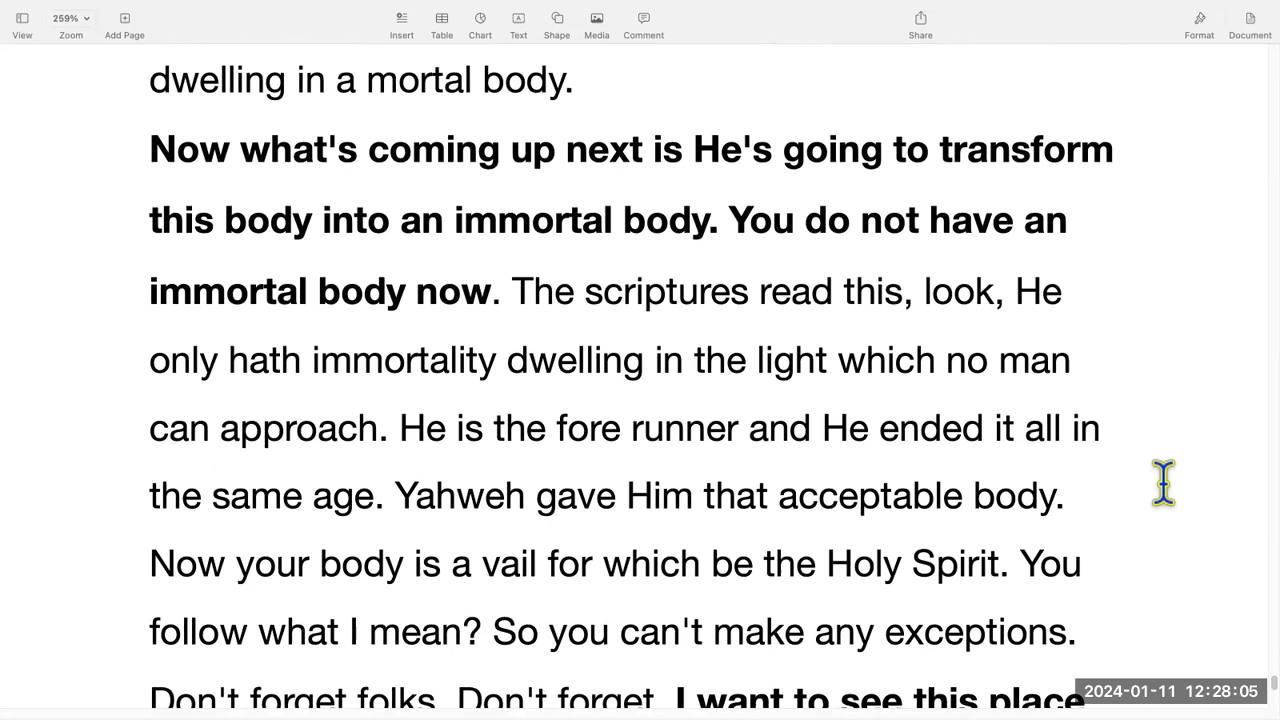 259%
View
Zoom
Add Page
Insert
Table
Chart
Text
Shape
Media
Comment
Share
Format
Document
dwelling in a mortal body.
Now what's coming up next is He's going to transform
this body into an immortal body. You do not have an
immortal body now. The scriptures read this, look, He
only hath immortality dwelling in the light which no man
can approach. He is the fore runner and He ended it all in
the same age. Yahweh gave Him that acceptable body.
Now your body is a vail for which be the Holy Spirit. You
follow what I mean? So you can't make any exceptions.
Don't forget folks. Don't forget. I want to see this place
2024-01-11 12:28:05